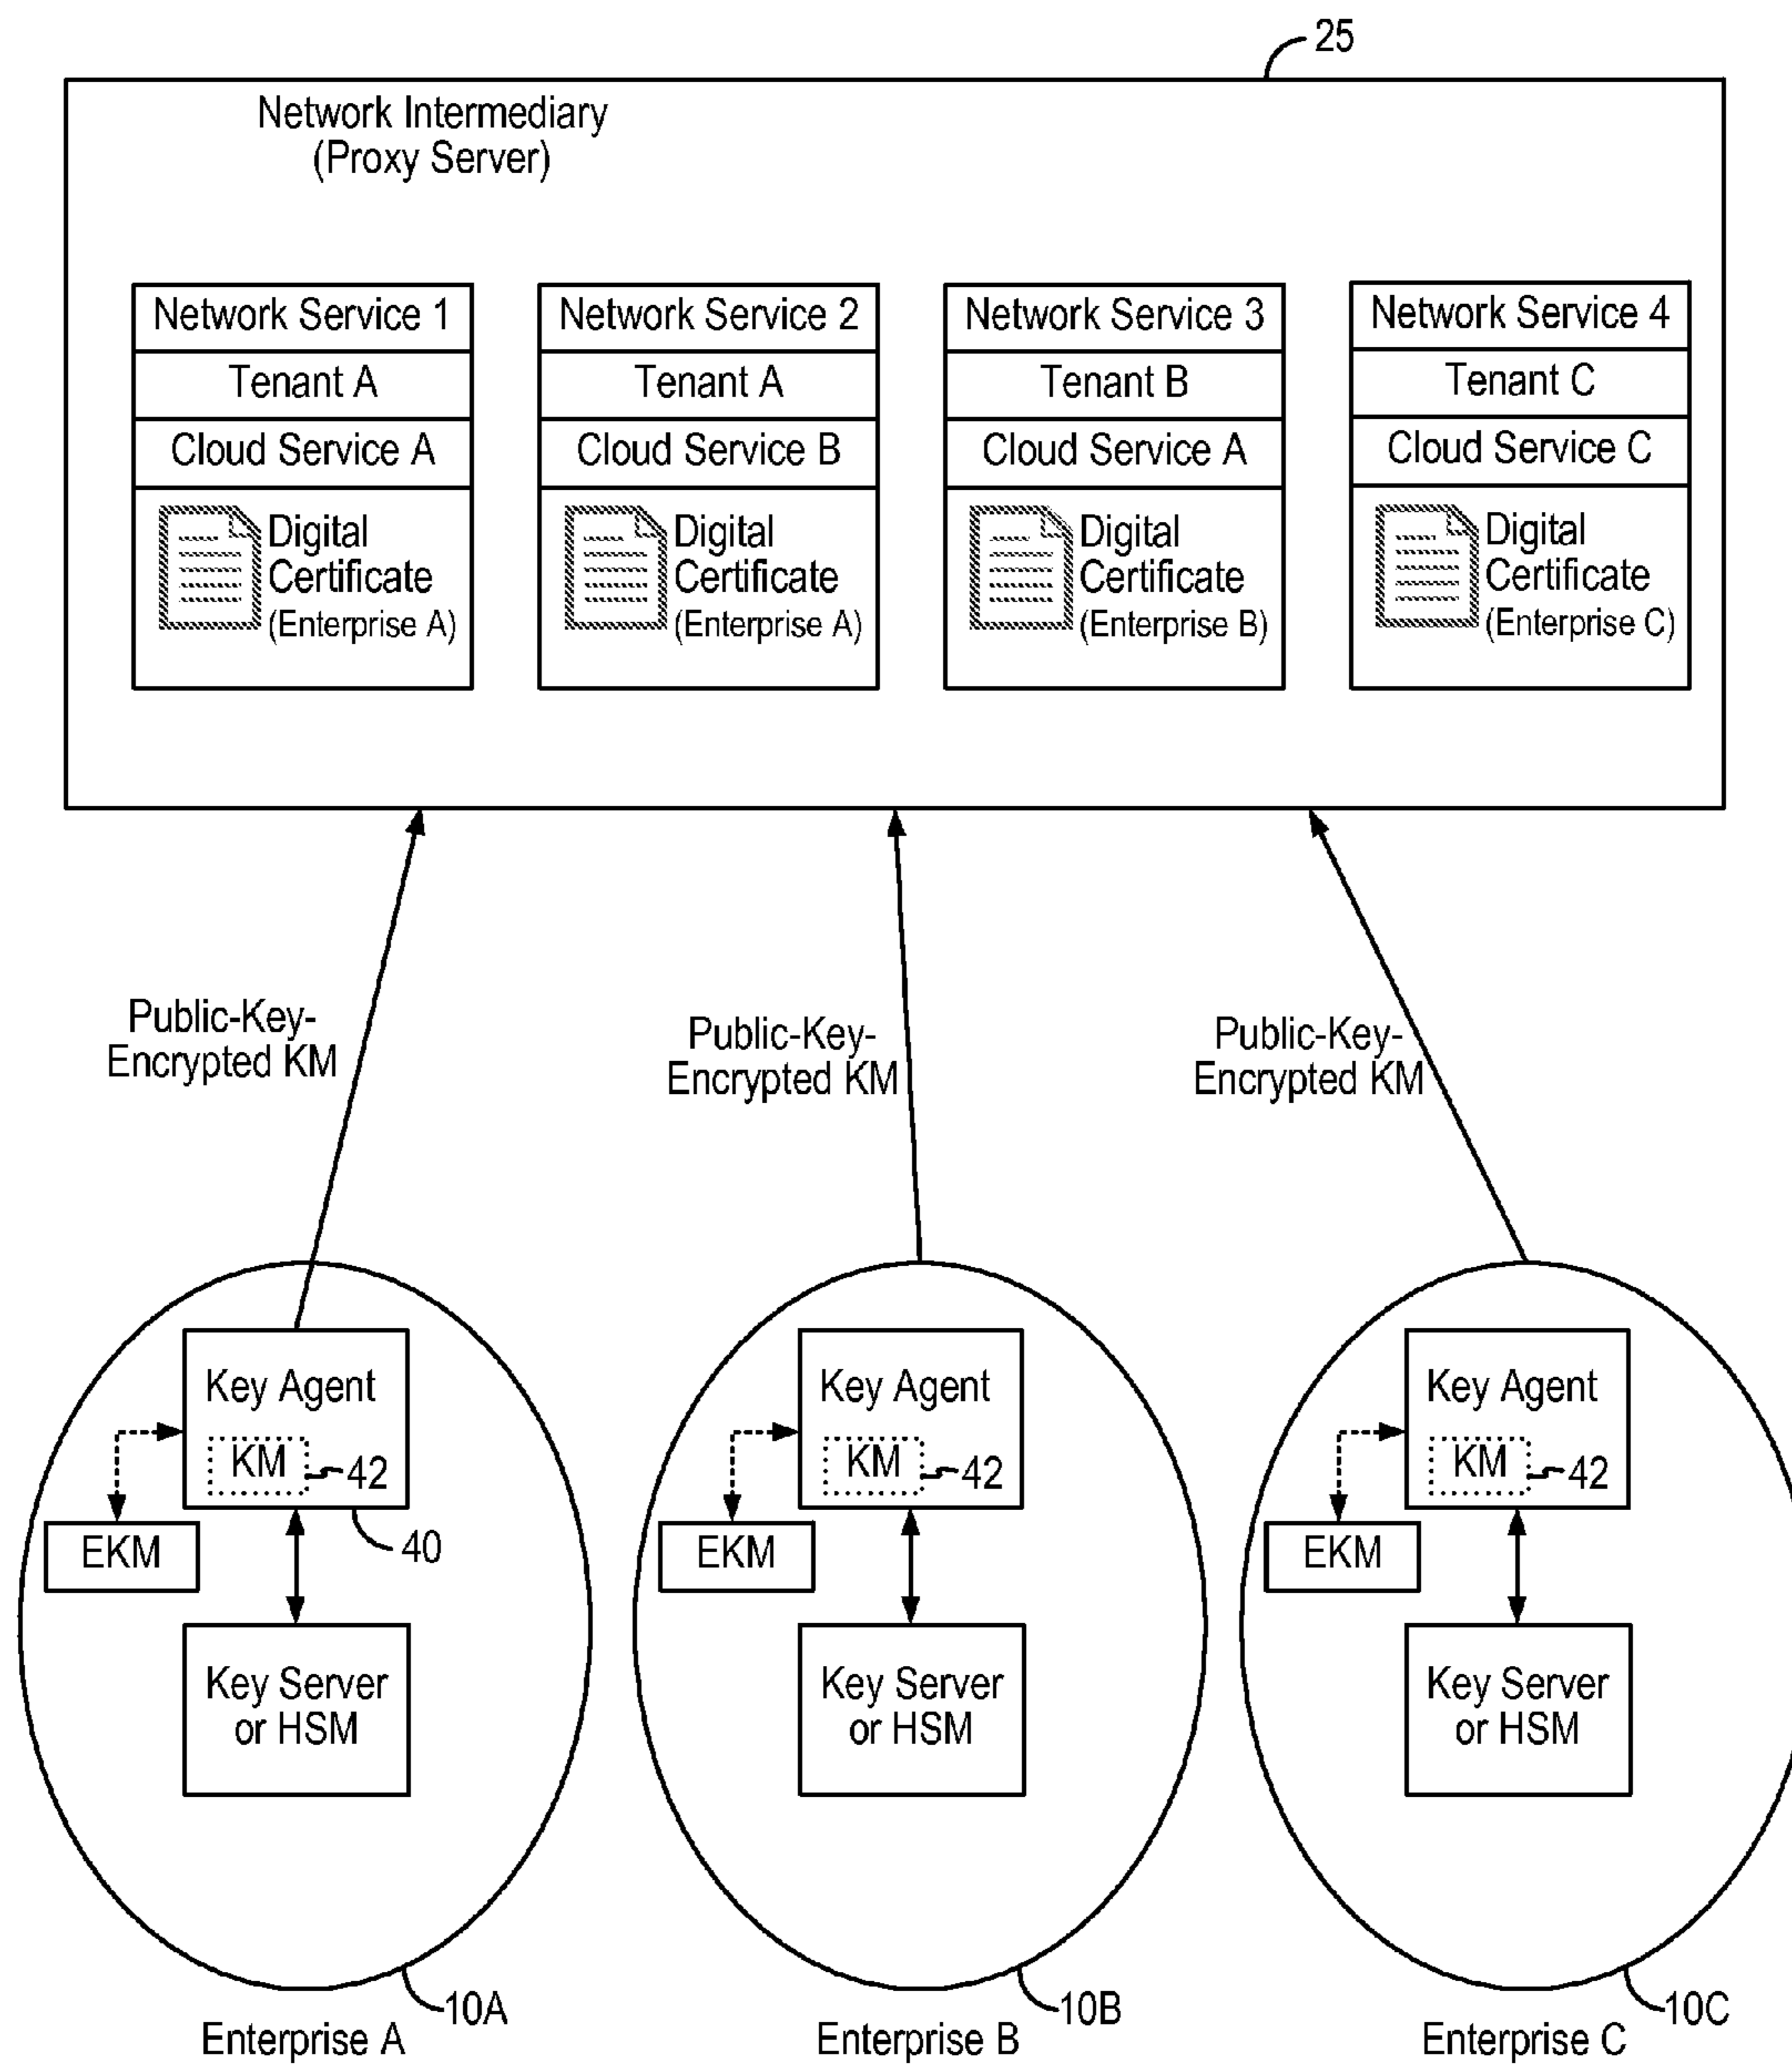 25
Network Intermediary
(Proxy Server)
Network Service 1
Tenant A
Cloud Service A
Digital
Certificate
(Enterprise A)
Network Service 2
Tenant A
Cloud Service B
Digital
Certificate
(Enterprise A)
Network Service 3
Tenant B
Cloud Service A
Digital
Certificate
(Enterprise B)
Network Service 4
Tenant C
Cloud Service C
Digital
Certificate
(Enterprise C)
Public-Key-
Encrypted KM
Public-Key-
Encrypted KM
Public-Key-
Encrypted KM
Key Agent
KM
42
EKM
40
Key Server
or HSM
10A
Enterprise A
Key Agent
KM
42
EKM
Key Server
or HSM
10B
Enterprise B
Key Agent
KM
42
EKM
Key Server
or HSM
10C
Enterprise C